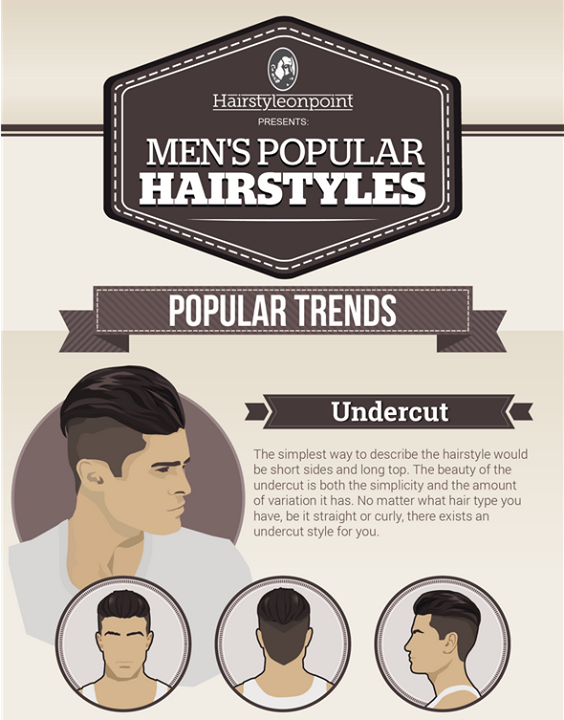 Hairstyleonpoint
PRESENTS:
MEN'S POPULAR
HAIRSTYLES
POPULAR TRENDS
Undercut
The simplest way to describe the hairstyle would
be short sides and long top. The beauty of the
undercut is both the simplicity and the amount
of variation it has. No matter what hair type you
have, be it straight or curly, there exists an
undercut style for you.